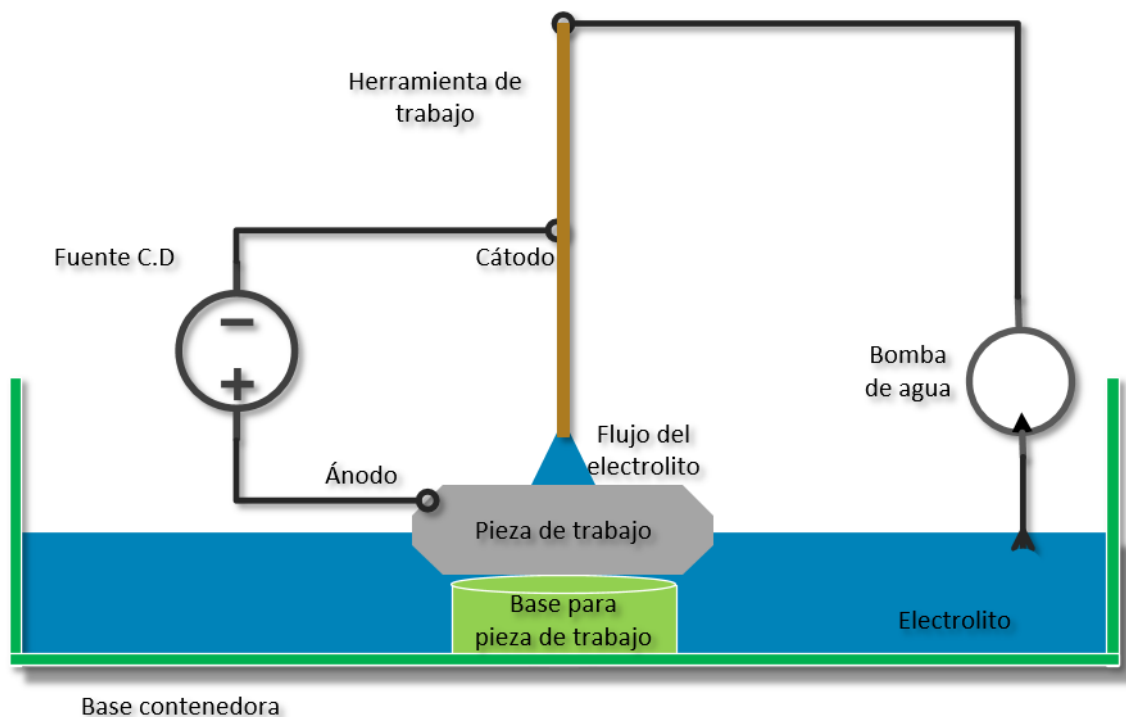 Herramienta de
trabajo
Fuente C.D
Cátodo
Bomba
de agua
Flujo del
electrolito
Ánodo
Pieza de trabajo
Base para
pieza de trabajo
Electrolito
Base contenedora